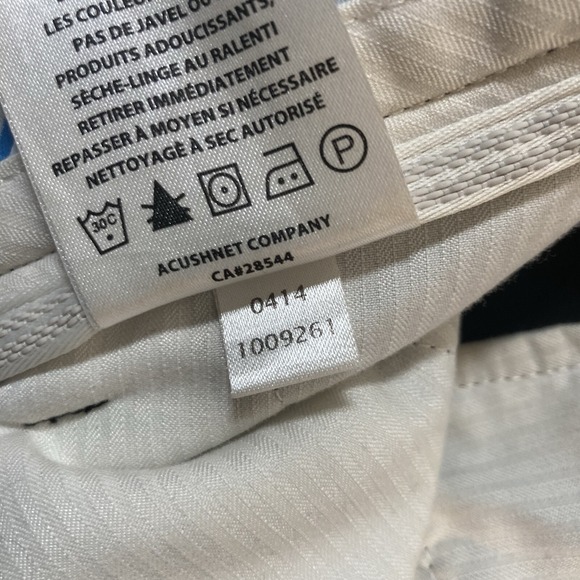 LES COULEURS
PAS DE JAVEL OU
PRODUITS ADOUCISSANTS,
SÈCHE-LINGE AU RALENTI
RETIRER IMMÉDIATEMENT
REPASSER À MOYEN SI NÉCESSAIRE
NETTOYAGE À SEC AUTORISÉ
30C P
ACUSHNET COMPANY
CA#28544
0414
1009261